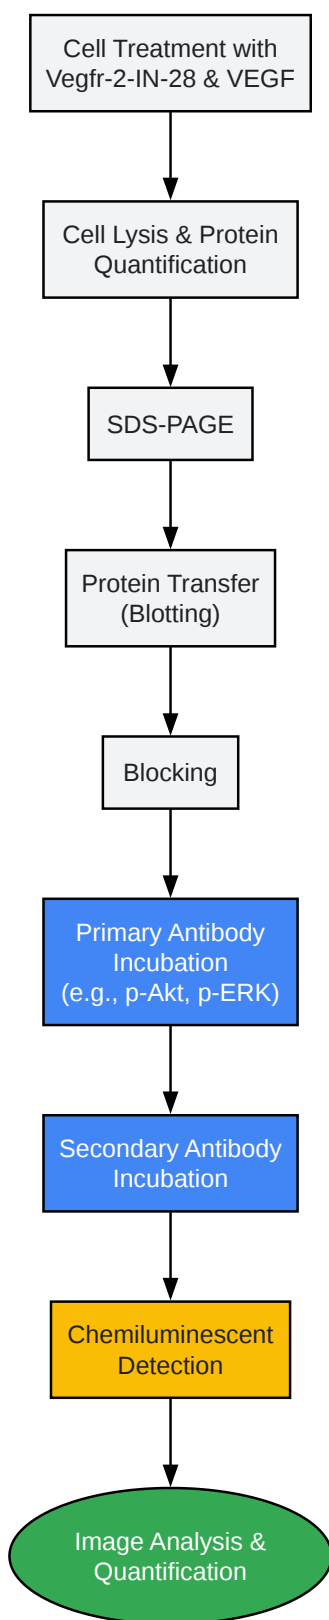 Cell Treatment with
Vegfr-2-IN-28 & VEGF
Cell Lysis & Protein
Quantification
SDS-PAGE
Protein Transfer
(Blotting)
Blocking
Primary Antibody
Incubation
(e.g., p-Akt, p-ERK)
Secondary Antibody
Incubation
Chemiluminescent
Detection
Image Analysis &
Quantification